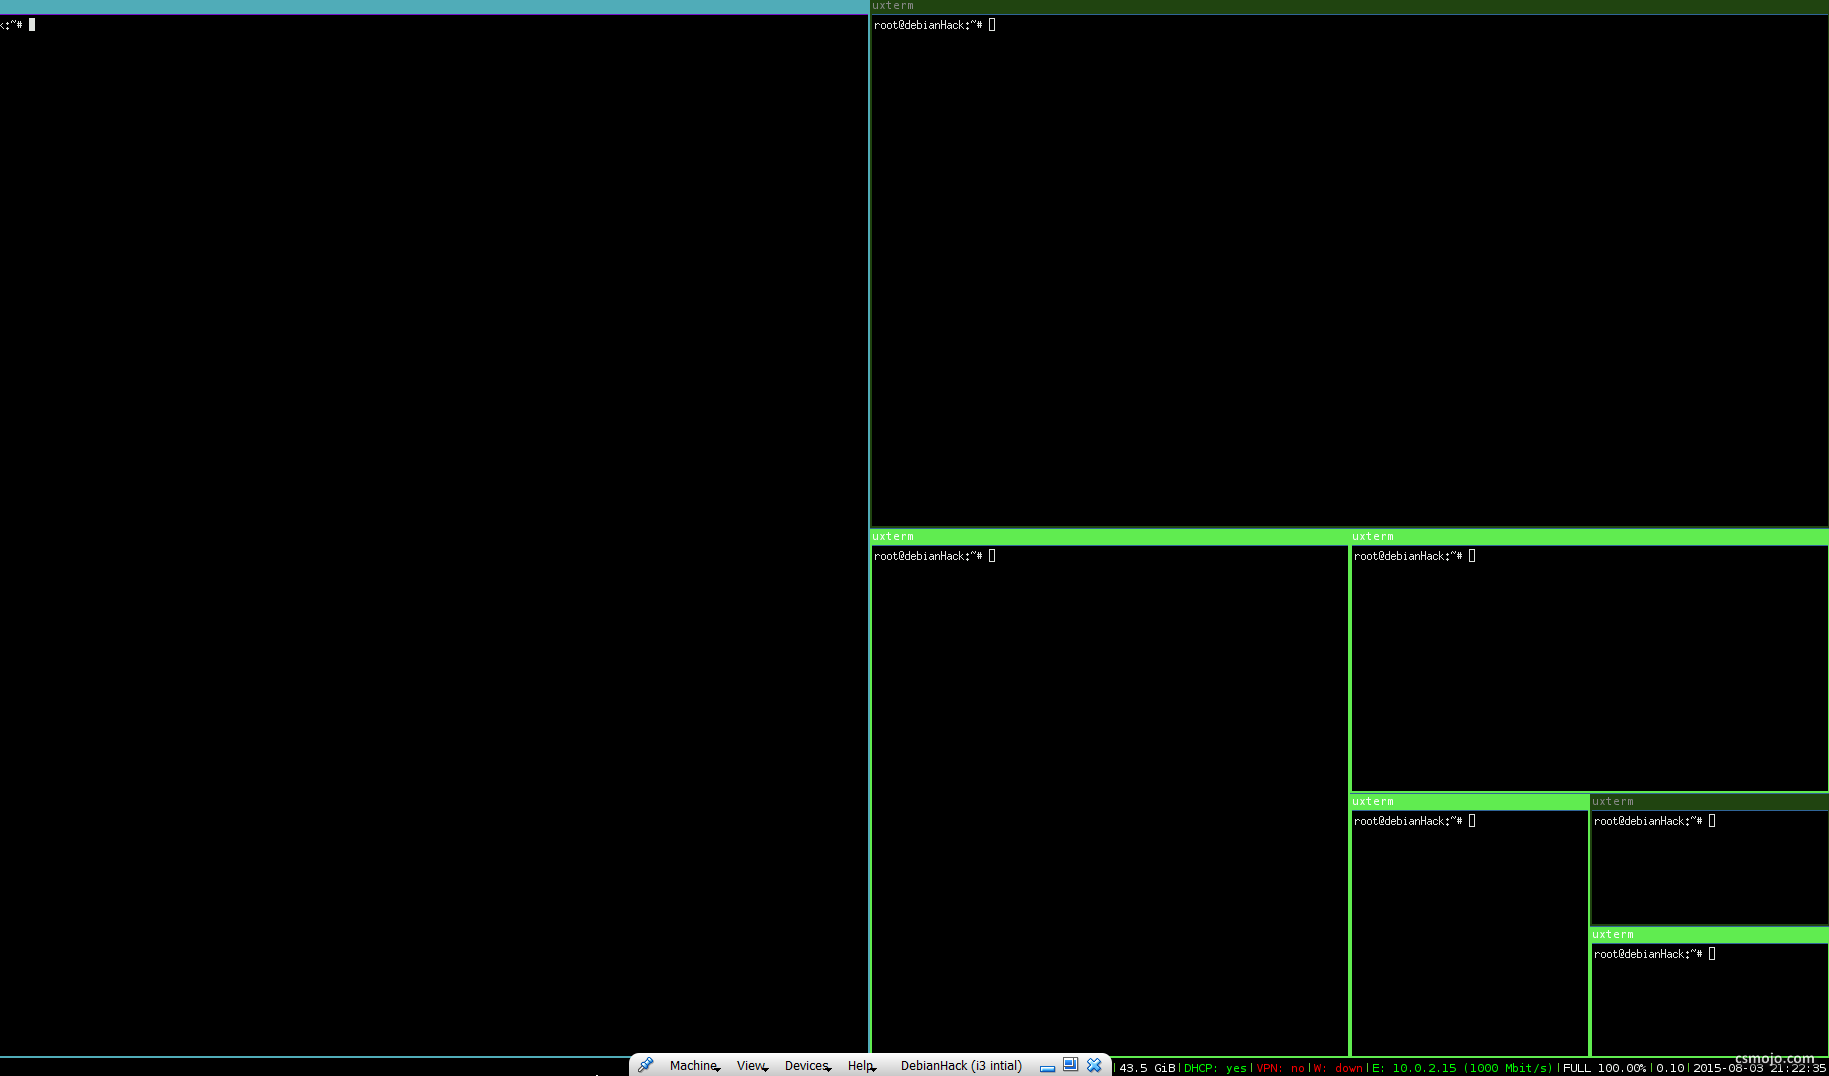 :~#
uxterm
root@debianHack:~#
uxterm
root@debianHack:~#
uxterm
root@debianHack:~#
uxterm
root@debianHack:~#
uxterm
root@debianHack:~#
uxterm
root@debianHack:~#
Machine View Devices Help DebianHack (i3 intial)
|43.5 GiB|DHCP: yes|VPN: no|W: down|E: 10.0.2.15 (1000 Mbit/s)|FULL 100.00%|0.10|2015-08-03 21:22:35
csmojo.com